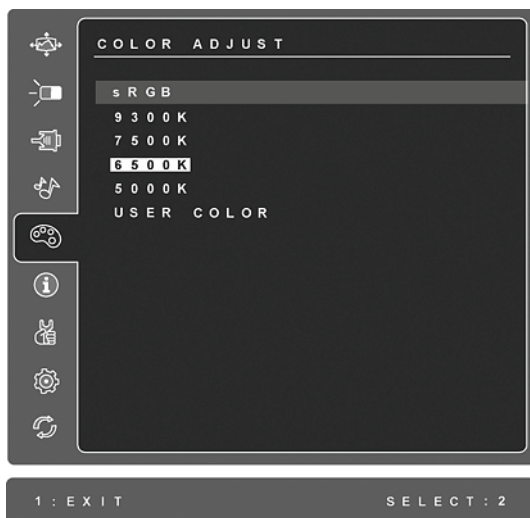 COLOR ADJUST
sRGB
9300K
7500K
6500K
5000K
USER COLOR
1:EXIT SELECT:2